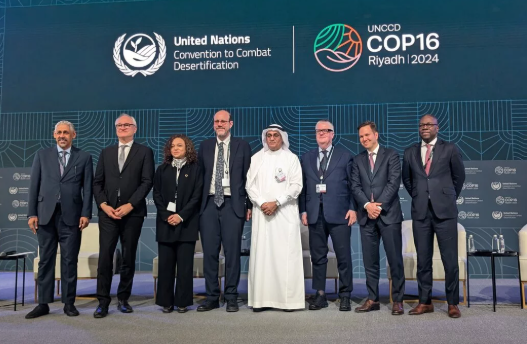 United Nations
Convention to Combat
Desertification
UNCCD
COP16
Riyadh | 2024